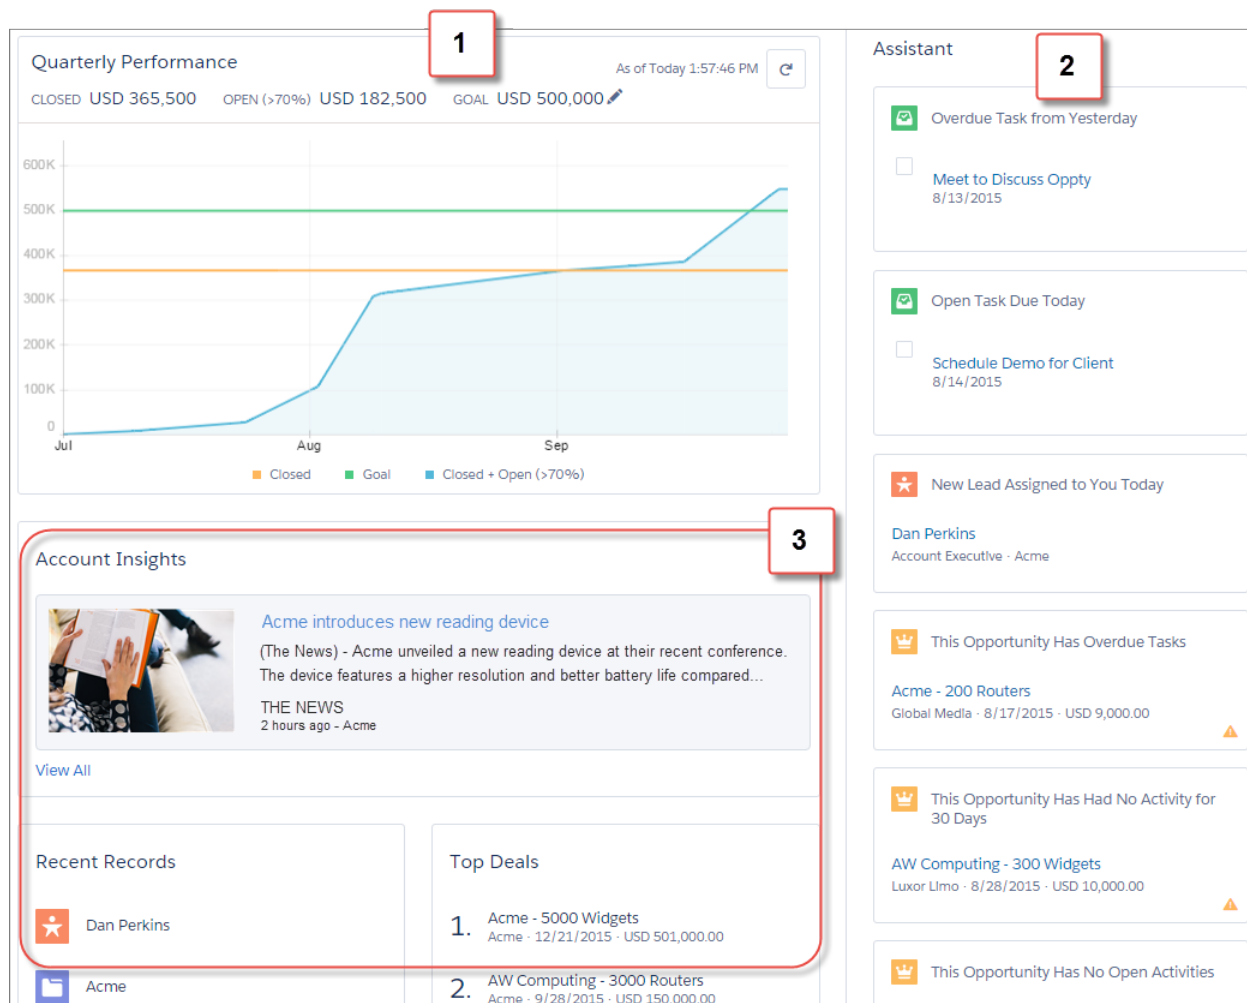 1
Quarterly Performance
As of Today 1:57:46 PM
CLOSED USD 365,500 OPEN (>70%) USD 182,500 GOAL USD 500,000
600K
500K
400K
300K
200K
100K
0
Jul Aug Sep
Closed Goal Closed + Open (>70%)
3
Account Insights
Acme introduces new reading device
(The News) - Acme unveiled a new reading device at their recent conference.
The device features a higher resolution and better battery life compared...
THE NEWS
2 hours ago - Acme
View All
Recent Records
Dan Perkins
Acme
Top Deals
1. Acme - 5000 Widgets
Acme · 12/21/2015 · USD 501,000.00
2. AW Computing - 3000 Routers
Acme · 9/28/2015 · USD 150,000.00
Assistant
2
Overdue Task from Yesterday
Meet to Discuss Oppty
8/13/2015
Open Task Due Today
Schedule Demo for Client
8/14/2015
New Lead Assigned to You Today
Dan Perkins
Account Executive · Acme
This Opportunity Has Overdue Tasks
Acme - 200 Routers
Global Media · 8/17/2015 · USD 9,000.00
This Opportunity Has Had No Activity for
30 Days
AW Computing - 300 Widgets
Luxor Limo · 8/28/2015 · USD 10,000.00
This Opportunity Has No Open Activities